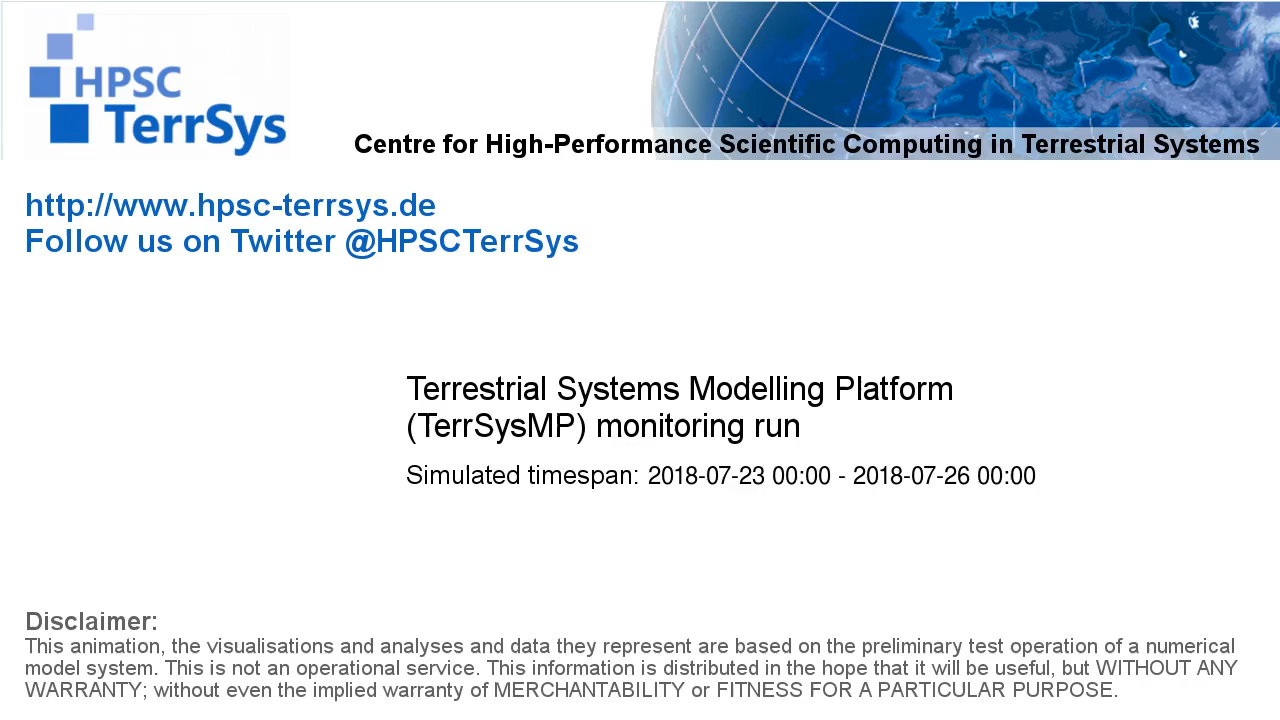 HPSC
TerrSys
Centre for High-Performance Scientific Computing in Terrestrial Systems
http://www.hpsc-terrsys.de
Follow us on Twitter @HPSCTerrSys
Terrestrial Systems Modelling Platform
(TerrSysMP) monitoring run
Simulated timespan: 2018-07-23 00:00 - 2018-07-26 00:00
Disclaimer:
This animation, the visualisations and analyses and data they represent are based on the preliminary test operation of a numerical
model system. This is not an operational service. This information is distributed in the hope that it will be useful, but WITHOUT ANY
WARRANTY; without even the implied warranty of MERCHANTABILITY or FITNESS FOR A PARTICULAR PURPOSE.